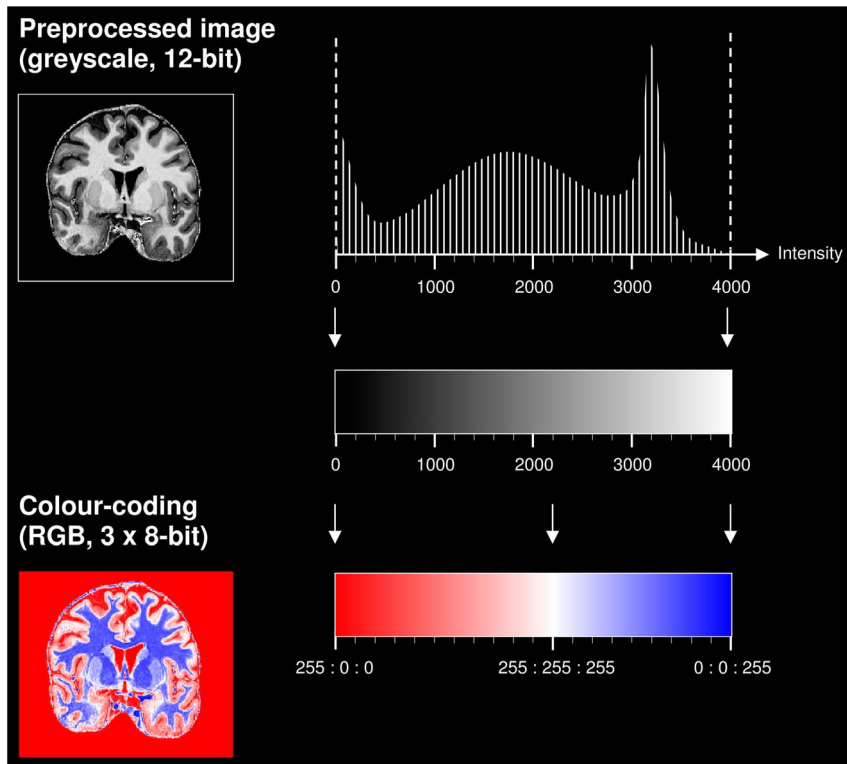 Preprocessed image
(greyscale, 12-bit)
Intensity
0 1000 2000 3000 4000
0 1000 2000 3000 4000
Colour-coding
(RGB, 3 x 8-bit)
255 : 0 : 0 255 : 255 : 255 0 : 0 : 255